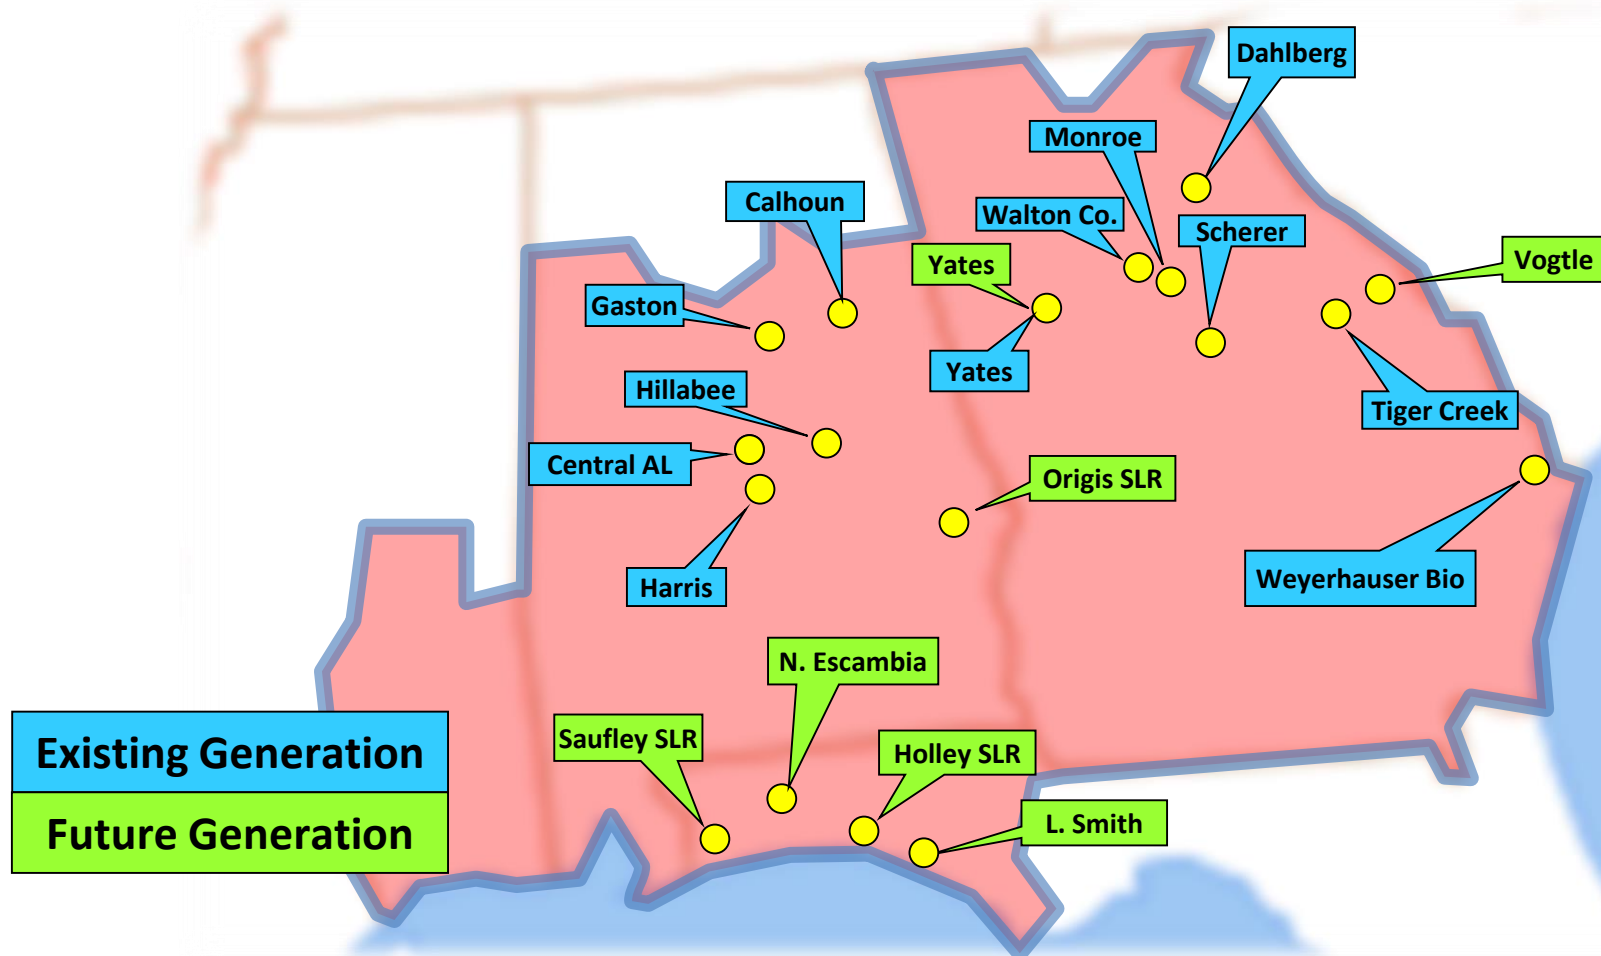 Dahlberg
Monroe
Calhoun
Walton Co.
Scherer
Yates
Vogtle
Gaston
Yates
Hillabee
Tiger Creek
Central AL
Origis SLR
Harris
Weyerhauser Bio
N. Escambia
Saufley SLR
Holley SLR
L. Smith
Existing Generation
Future Generation